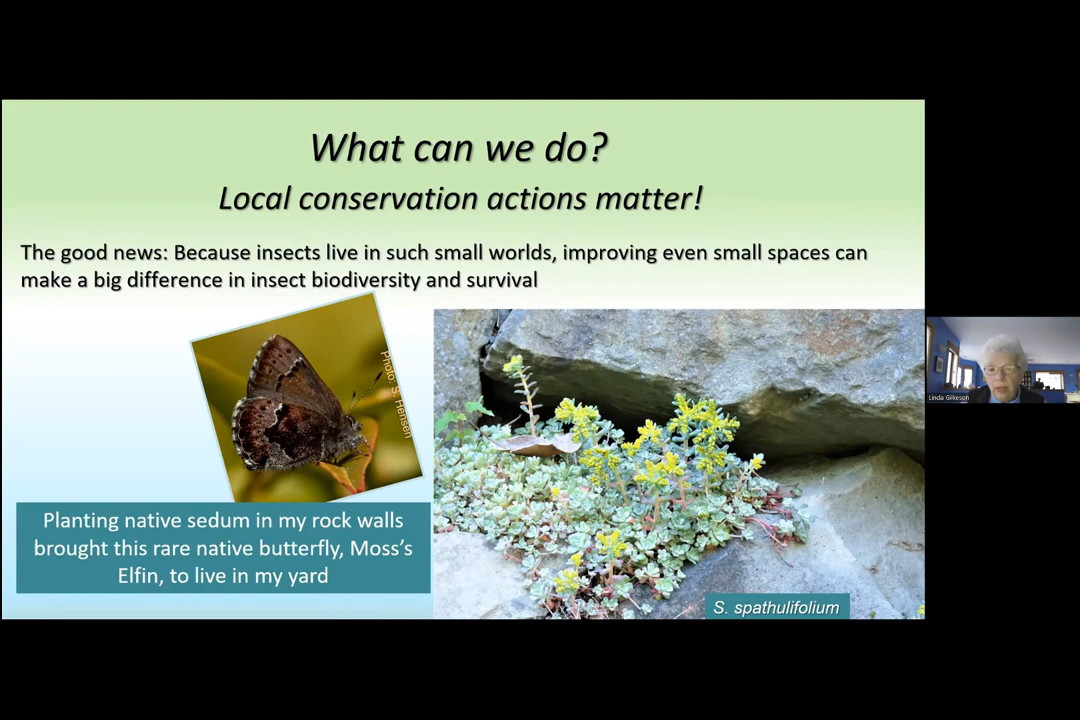 What can we do?
Local conservation actions matter!
The good news: Because insects live in such small worlds, improving even small spaces can
make a big difference in insect biodiversity and survival
Photo: S. Hensen
Planting native sedum in my rock walls
brought this rare native butterfly, Moss's
Elfin, to live in my yard
S. spathulifolium
Linda Gilkeson